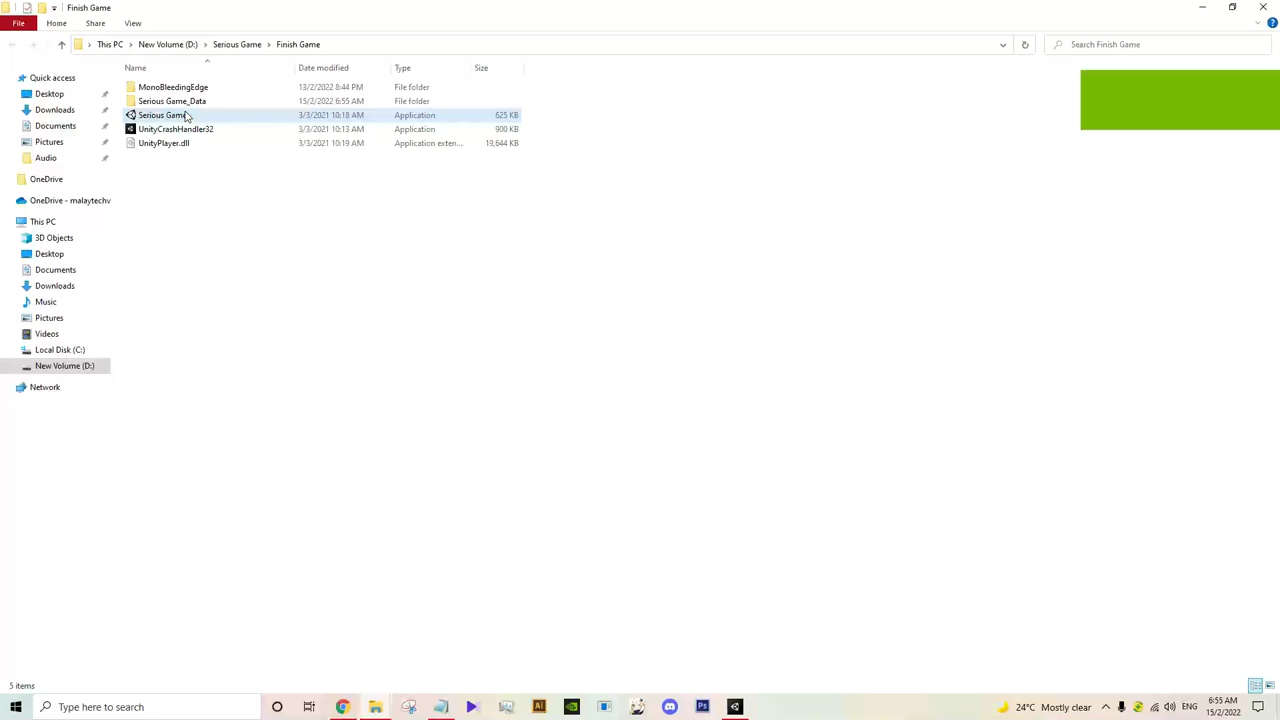 Finish Game
File
Home
Share
View
This PC
New Volume (D:)
Serious Game
Finish Game
Search Finish Game
Name
Date modified
Type
Size
MonoBleedingEdge
13/2/2022 8:44 PM
File folder
Serious Game_Data
15/2/2022 6:55 AM
File folder
Serious Game
3/3/2021 10:18 AM
Application
625 KB
UnityCrashHandler32
3/3/2021 10:13 AM
Application
900 KB
UnityPlayer.dll
3/3/2021 10:19 AM
Application exten...
19,644 KB
Quick access
Desktop
Downloads
Documents
Pictures
Audio
OneDrive
OneDrive - malaytechv
This PC
3D Objects
Desktop
Documents
Downloads
Music
Pictures
Videos
Local Disk (C:)
New Volume (D:)
Network
5 items
Type here to search
24°C Mostly clear
ENG
6:55 AM
15/2/2022